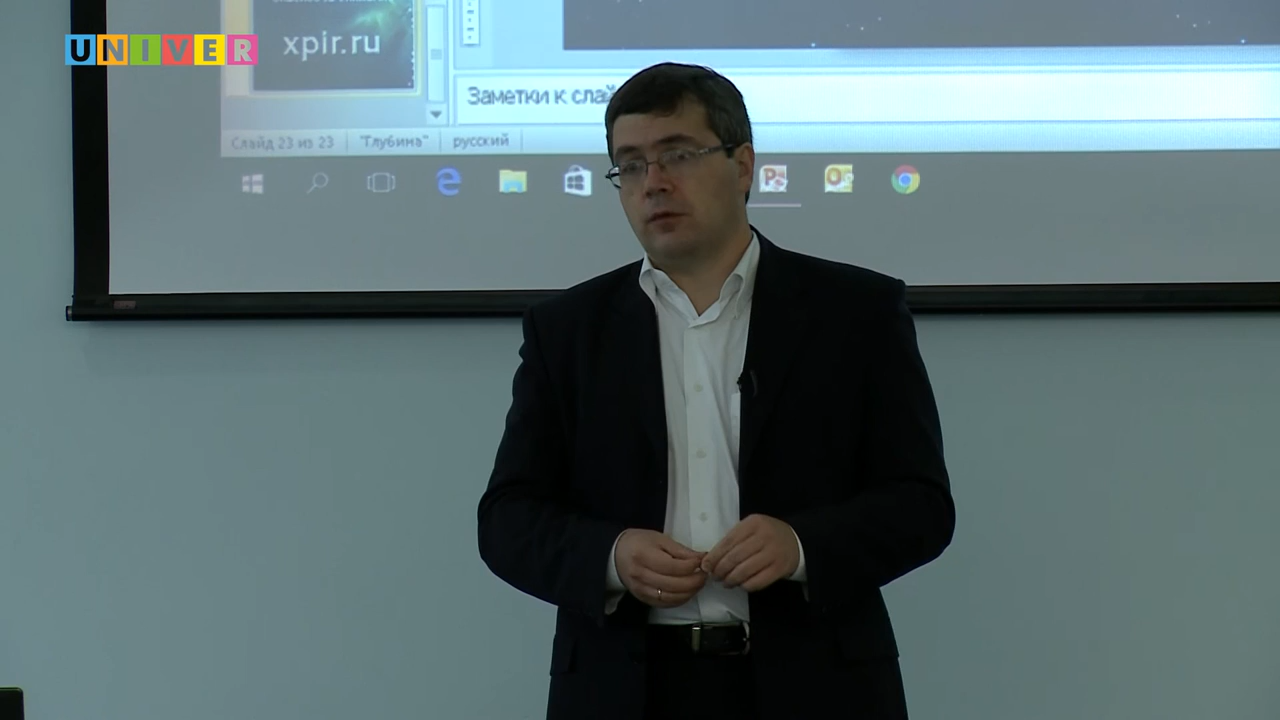 UNIVER
xpir.ru
Заметки к слай
Слайд 23 из 23
"Глубина"
русский